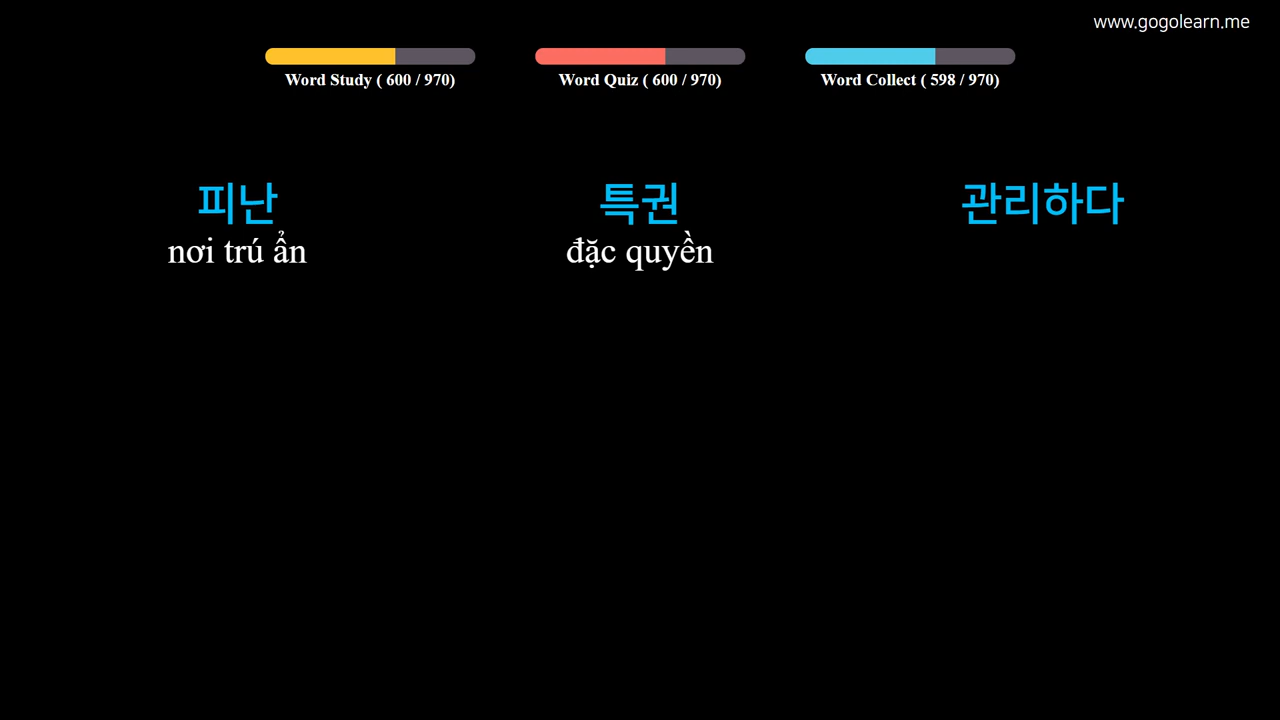 www.gogolearn.me
Word Study ( 600 / 970)
Word Quiz ( 600 / 970)
Word Collect ( 598 / 970)
피난
nơi trú ẩn
특권
đặc quyền
관리하다